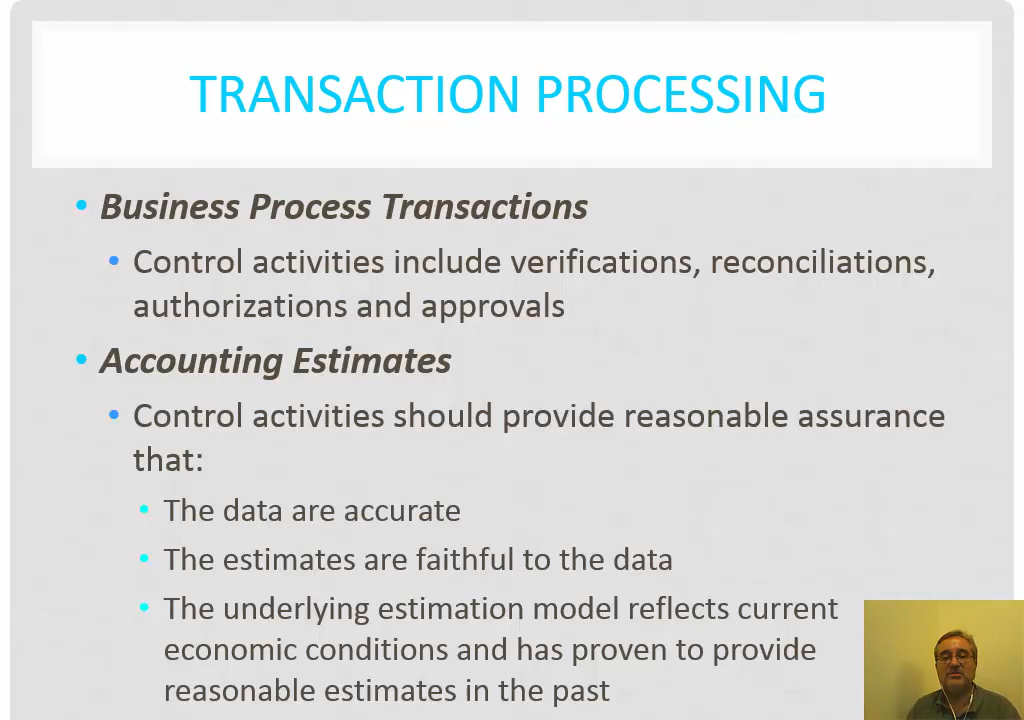 TRANSACTION PROCESSING
• Business Process Transactions
• Control activities include verifications, reconciliations,
authorizations and approvals
• Accounting Estimates
• Control activities should provide reasonable assurance
that:
• The data are accurate
• The estimates are faithful to the data
• The underlying estimation model reflects current
economic conditions and has proven to provide
reasonable estimates in the past